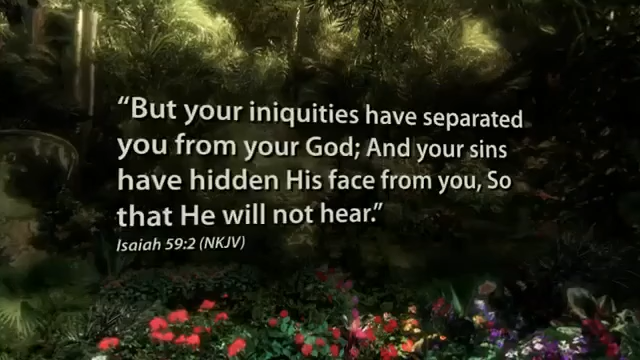 “But your iniquities have separated
you from your God; And your sins
have hidden His face from you, So
that He will not hear.”
Isaiah 59:2 (NKJV)